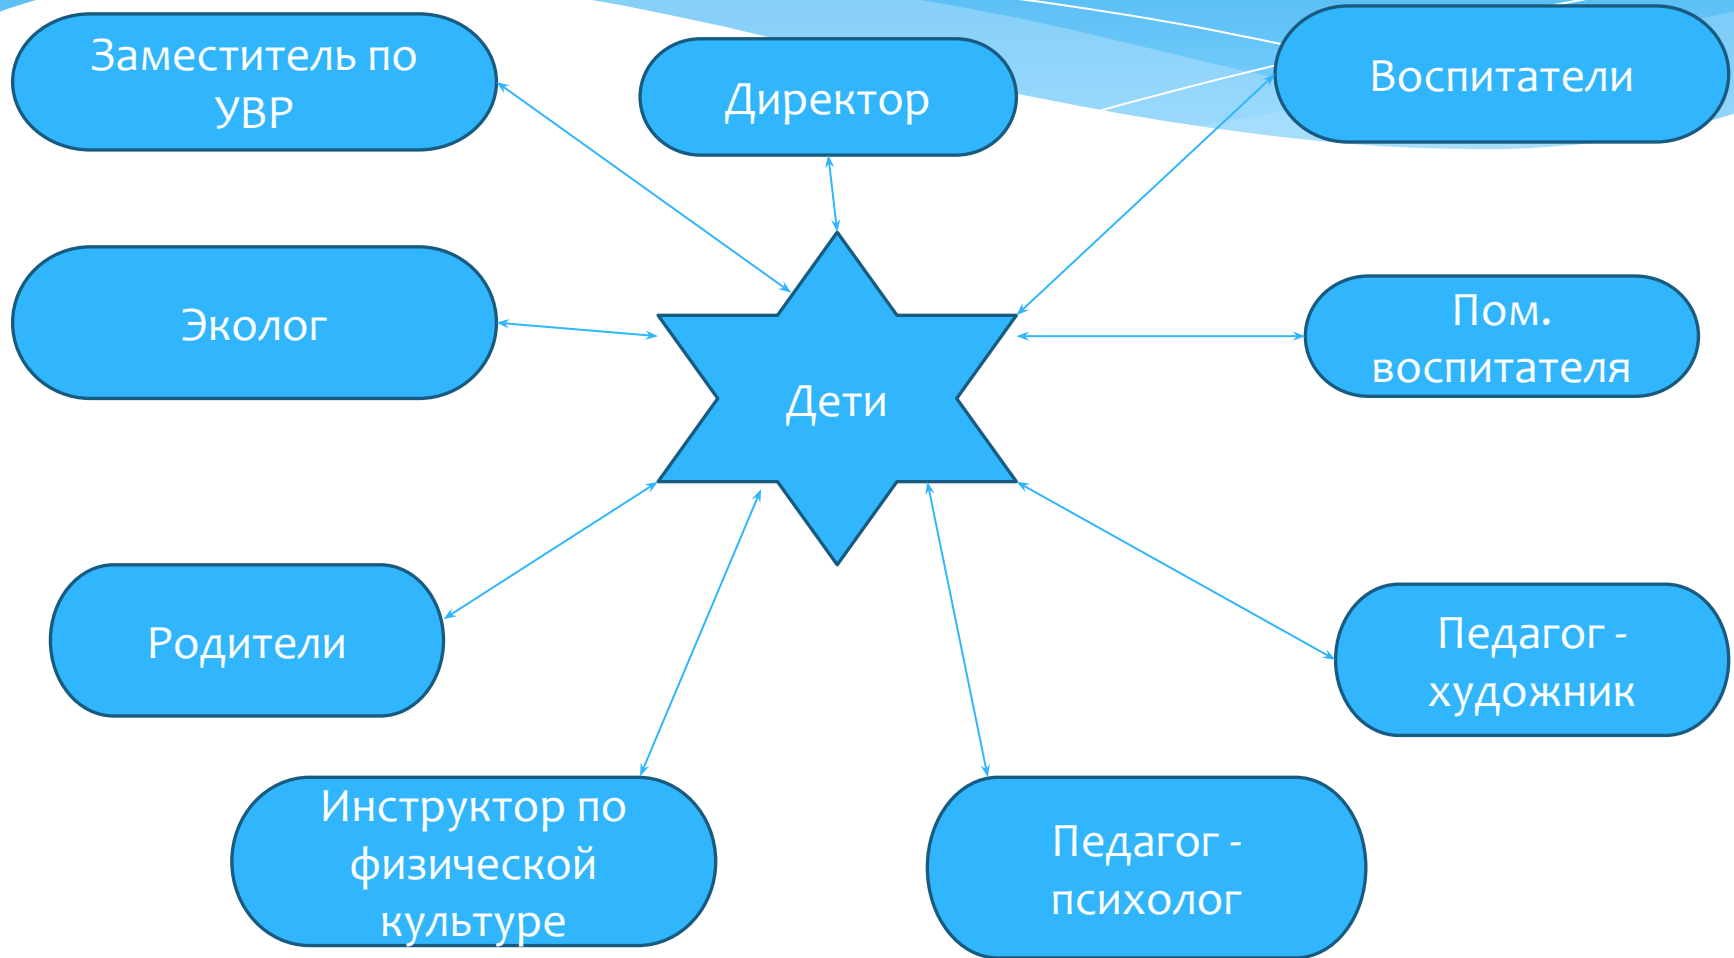 Заместитель по
УВР
Директор
Воспитатели
Эколог
Пом.
воспитателя
Дети
Родители
Педагог -
художник
Инструктор по
физической
культуре
Педагог -
психолог